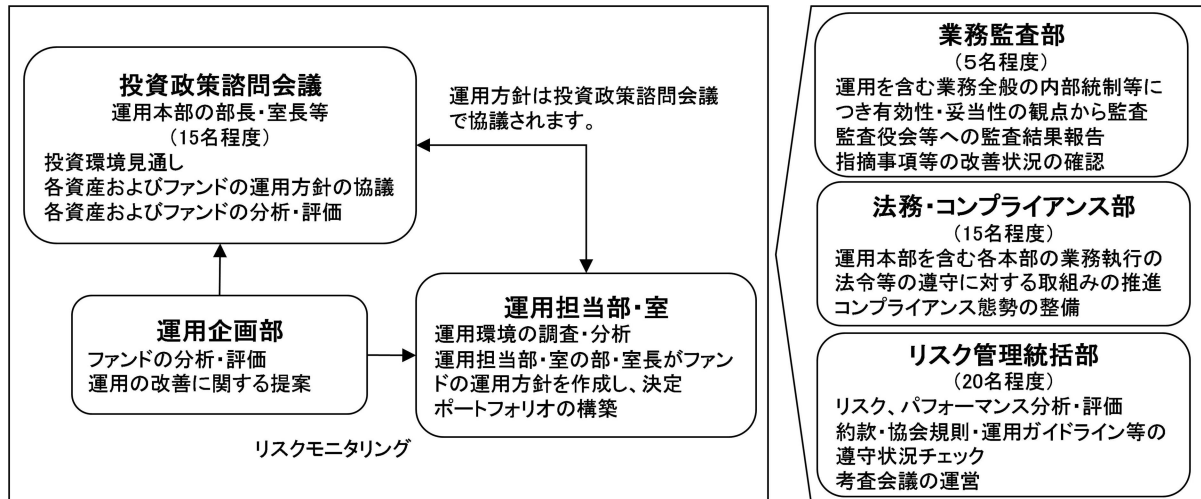 投資政策諮問会議
運用本部の部長・室長等
(15名程度)
投資環境見通し
各資産およびファンドの運用方針の協議
各資産およびファンドの分析・評価
運用方針は投資政策諮問会議
で協議されます。
運用企画部
ファンドの分析・評価
運用の改善に関する提案
運用担当部・室
運用環境の調査・分析
運用担当部・室の部・室長がファン
ドの運用方針を作成し、決定
ポートフォリオの構築
リスクモニタリング
業務監査部
(5名程度)
運用を含む業務全般の内部統制等に
つき有効性・妥当性の観点から監査
監査役会等への監査結果報告
指摘事項等の改善状況の確認
法務・コンプライアンス部
(15名程度)
運用本部を含む各本部の業務執行の
法令等の遵守に対する取組みの推進
コンプライアンス態勢の整備
リスク管理統括部
(20名程度)
リスク、パフォーマンス分析・評価
約款・協会規則・運用ガイドライン等の
遵守状況チェック
考査会議の運営